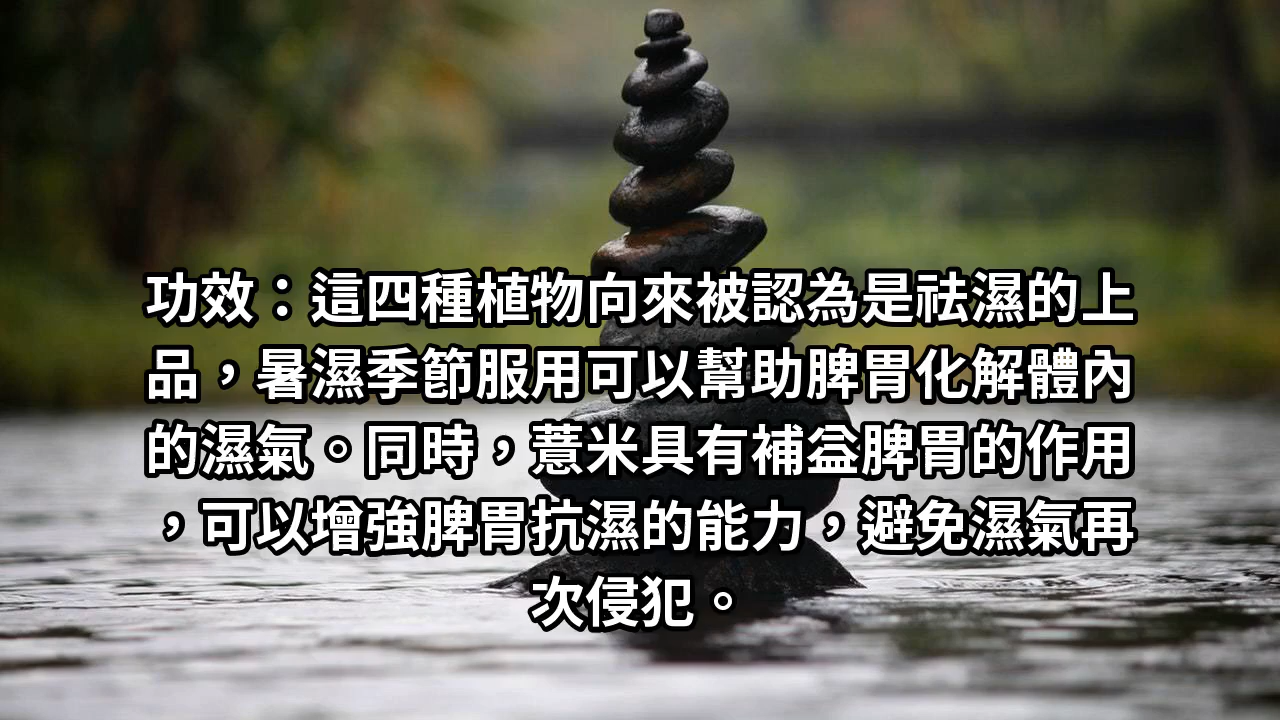 功效：這四種植物向來被認為是祛濕的上
品，暑濕季節服用可以幫助脾胃化解體內
的濕氣。同時，薏米具有補益脾胃的作用
，可以增強脾胃抗濕的能力，避免濕氣再
次侵犯。